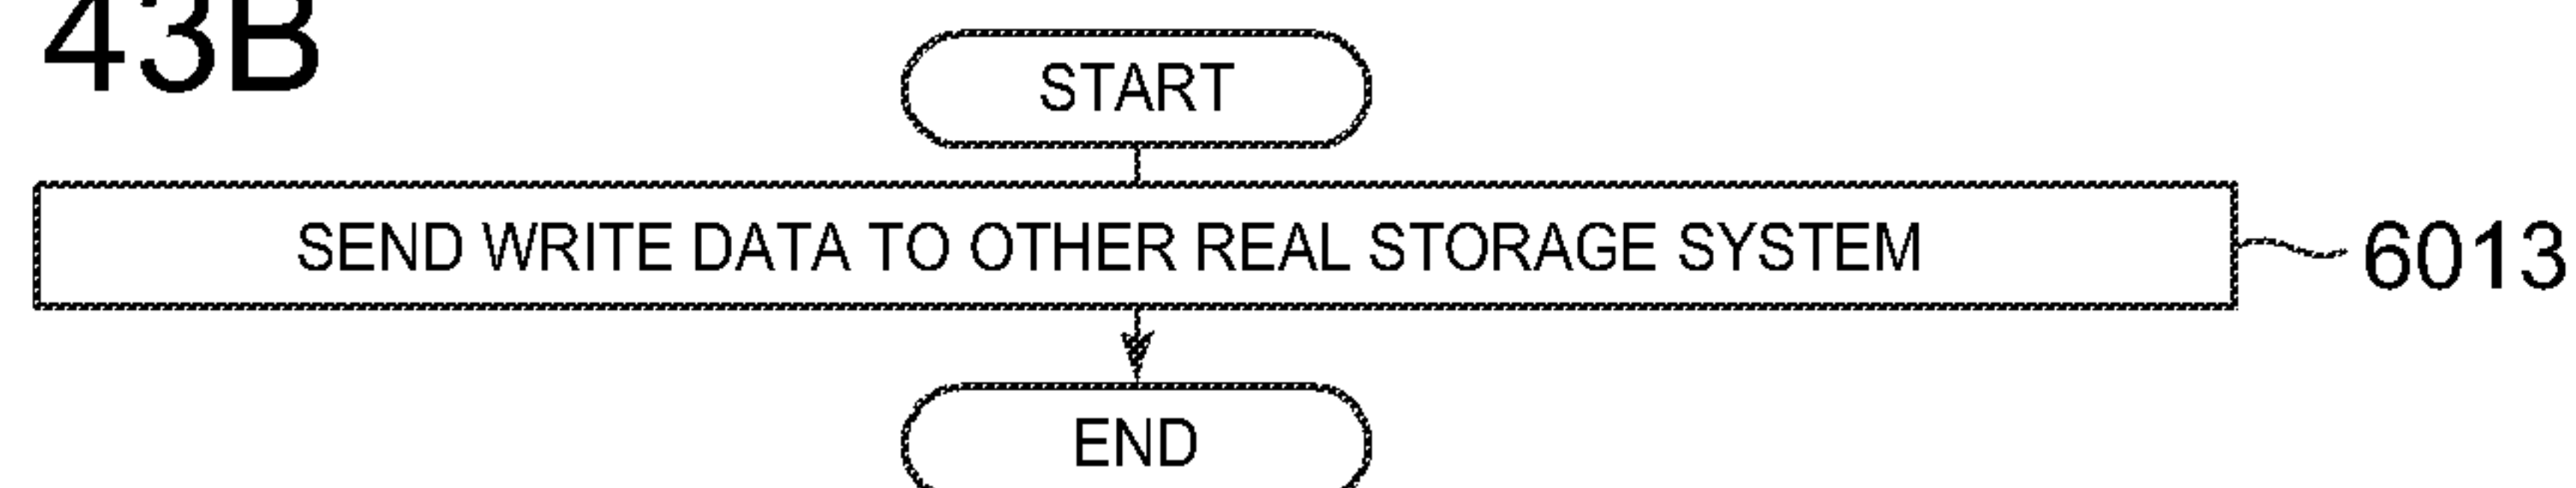 43B
START
SEND WRITE DATA TO OTHER REAL STORAGE SYSTEM
6013
END